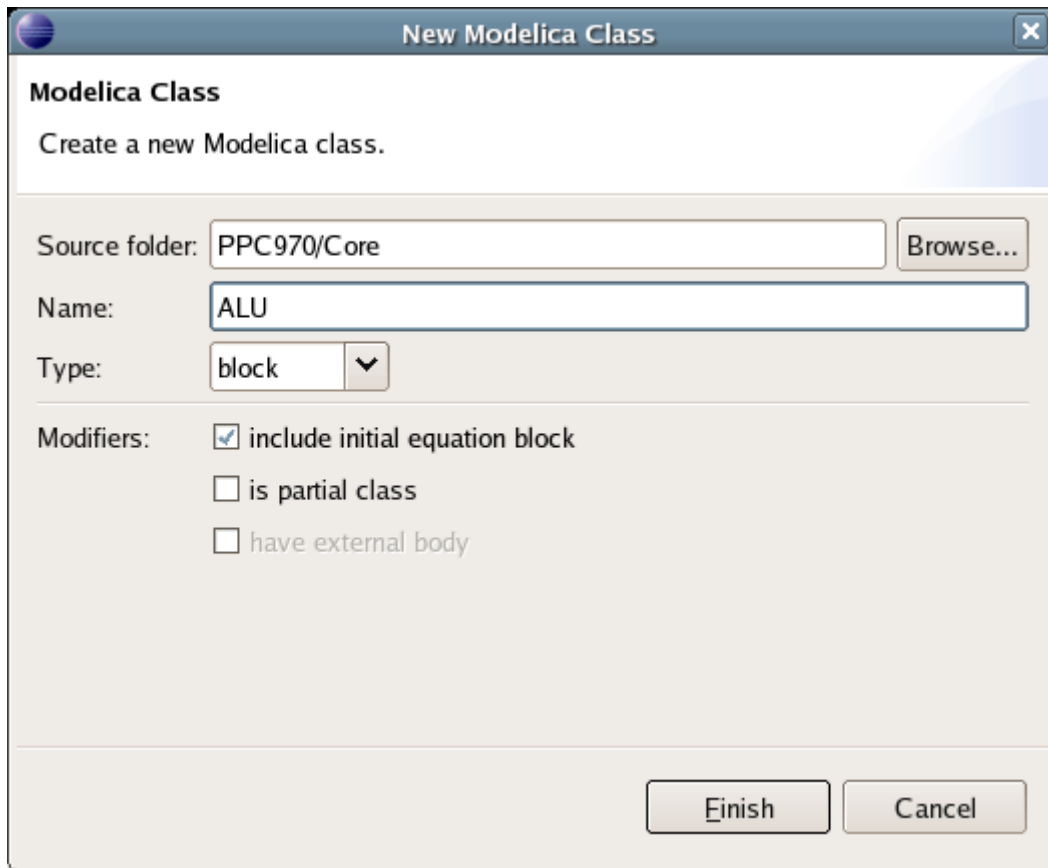 New Modelica Class
Modelica Class
Create a new Modelica class.
Source folder: PPC970/Core Browse...
Name: ALU
Type: block
Modifiers: include initial equation block
is partial class
have external body
Finish Cancel